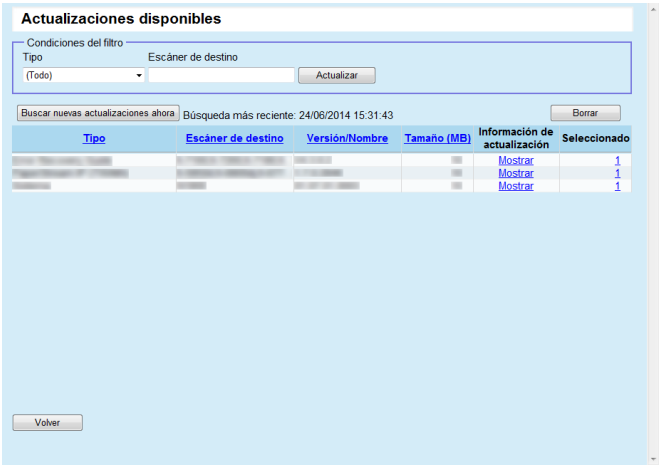 Actualizaciones disponibles
Condiciones del filtro
Tipo Escáner de destino
(Todo) Actualizar
Buscar nuevas actualizaciones ahora Búsqueda más reciente: 24/06/2014 15:31:43 Borrar
Tipo Escáner de destino Versión/Nombre Tamaño (MB) Información de actualización Seleccionado
Mostrar 1
Mostrar 1
Mostrar 1
Volver